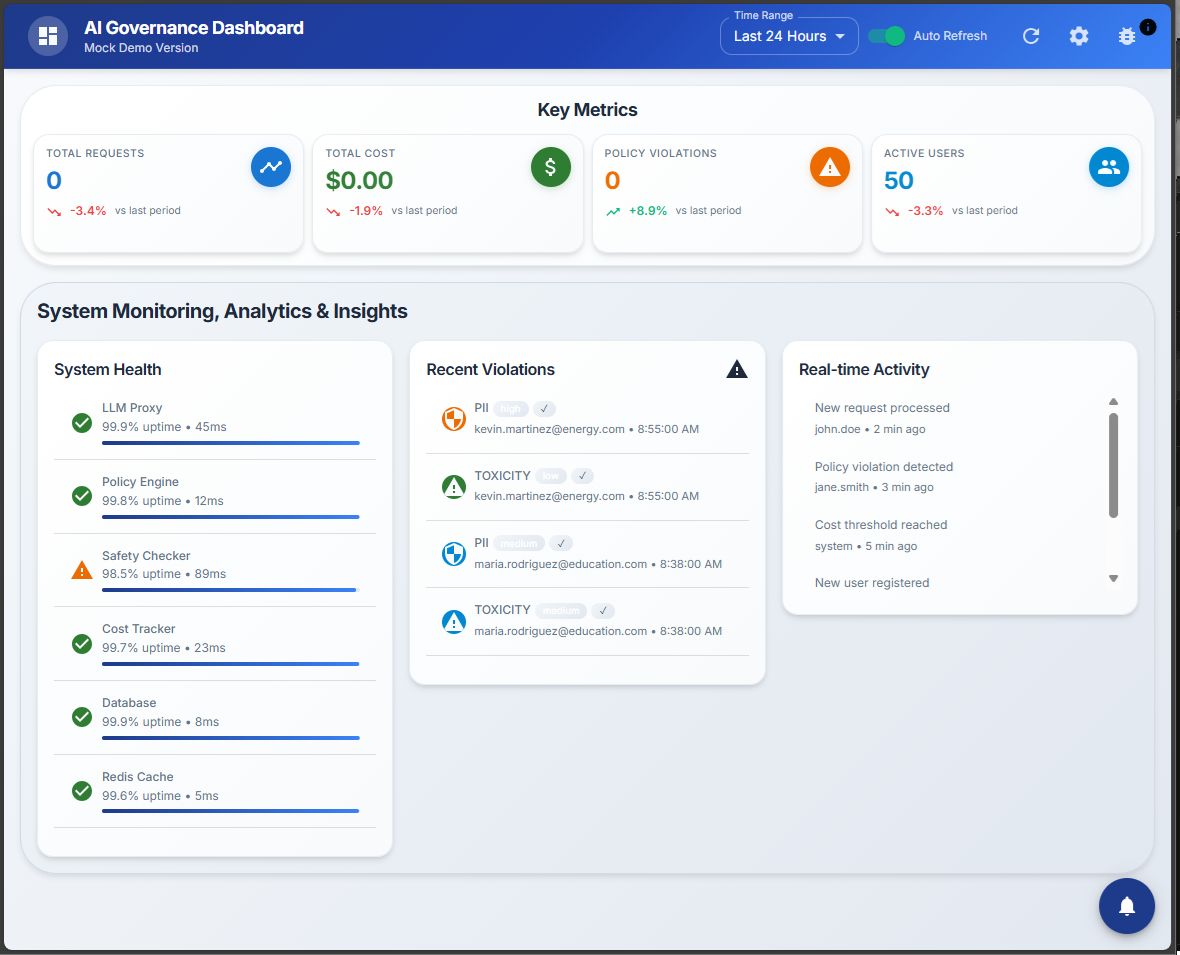 AI Governance Dashboard
Mock Demo Version
Time Range
Last 24 Hours
Auto Refresh
Key Metrics
TOTAL REQUESTS
0
-3.4% vs last period
TOTAL COST
$0.00
-1.9% vs last period
POLICY VIOLATIONS
0
+8.9% vs last period
ACTIVE USERS
50
-3.3% vs last period
System Monitoring, Analytics & Insights
System Health
LLM Proxy
99.9% uptime • 45ms
Policy Engine
99.8% uptime • 12ms
Safety Checker
98.5% uptime • 89ms
Cost Tracker
99.7% uptime • 23ms
Database
99.9% uptime • 8ms
Redis Cache
99.6% uptime • 5ms
Recent Violations
PII high ✓
kevin.martinez@energy.com • 8:55:00 AM
TOXICITY low ✓
kevin.martinez@energy.com • 8:55:00 AM
PII medium ✓
maria.rodriguez@education.com • 8:38:00 AM
TOXICITY medium ✓
maria.rodriguez@education.com • 8:38:00 AM
Real-time Activity
New request processed
john.doe • 2 min ago
Policy violation detected
jane.smith • 3 min ago
Cost threshold reached
system • 5 min ago
New user registered